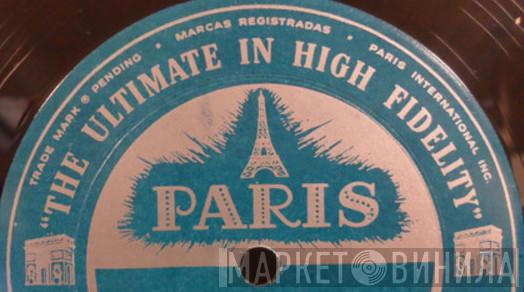 TRADE MARK ® PENDING · MARCAS REGISTRADAS · PARIS INTERNATIONAL INC.
"THE ULTIMATE IN HIGH FIDELITY"
PARIS
МАРКЕТ ВИНИЛА